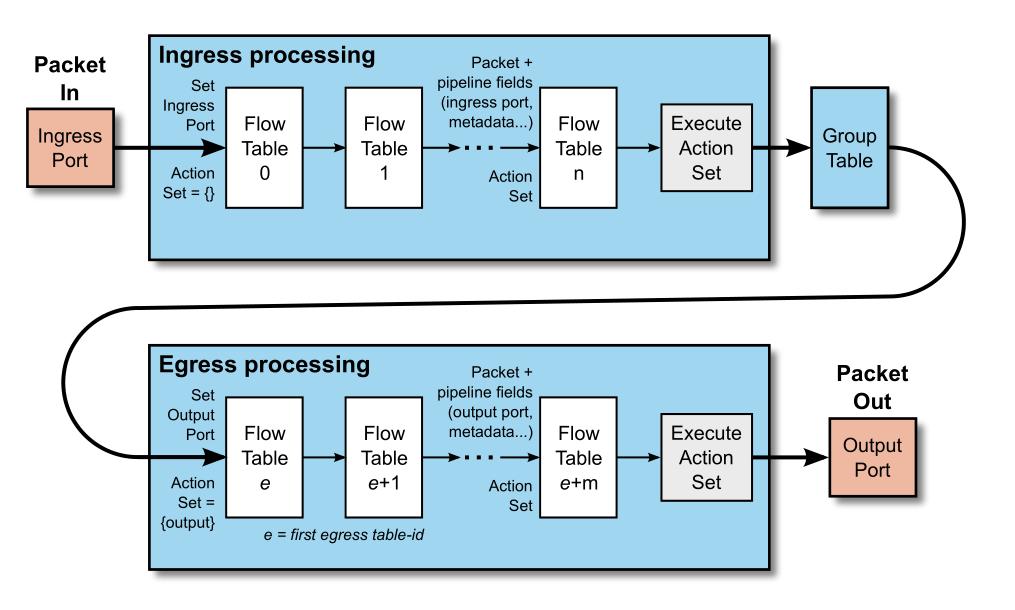 Packet
In
Ingress
Port
Ingress processing
Set
Ingress
Port
Action
Set = {}
Flow
Table
0
Flow
Table
1
Packet +
pipeline fields
(ingress port,
metadata...)
Action
Set
Flow
Table
n
Execute
Action
Set
Group
Table
Egress processing
Set
Output
Port
Action
Set =
{output}
Flow
Table
e
Flow
Table
e+1
e = first egress table-id
Packet +
pipeline fields
(output port,
metadata...)
Action
Set
Flow
Table
e+m
Execute
Action
Set
Packet
Out
Output
Port